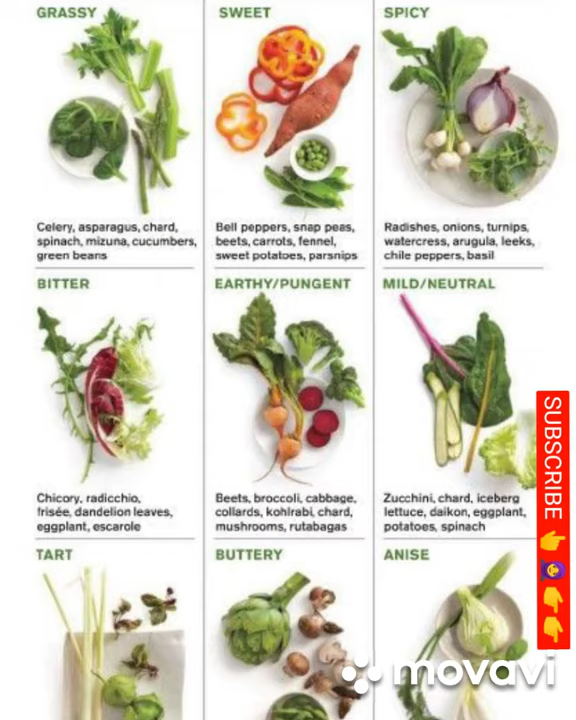 GRASSY
Celery, asparagus, chard,
spinach, mizuna, cucumbers,
green beans
SWEET
Bell peppers, snap peas,
beets, carrots, fennel,
sweet potatoes, parsnips
SPICY
Radishes, onions, turnips,
watercress, arugula, leeks,
chile peppers, basil
BITTER
Chicory, radicchio,
frisée, dandelion leaves,
eggplant, escarole
EARTHY/PUNGENT
Beets, broccoli, cabbage,
collards, kohlrabi, chard,
mushrooms, rutabagas
MILD/NEUTRAL
Zucchini, chard, iceberg
lettuce, daikon, eggplant,
potatoes, spinach
TART
BUTTERY
ANISE
SUBSCRIBE
movavi